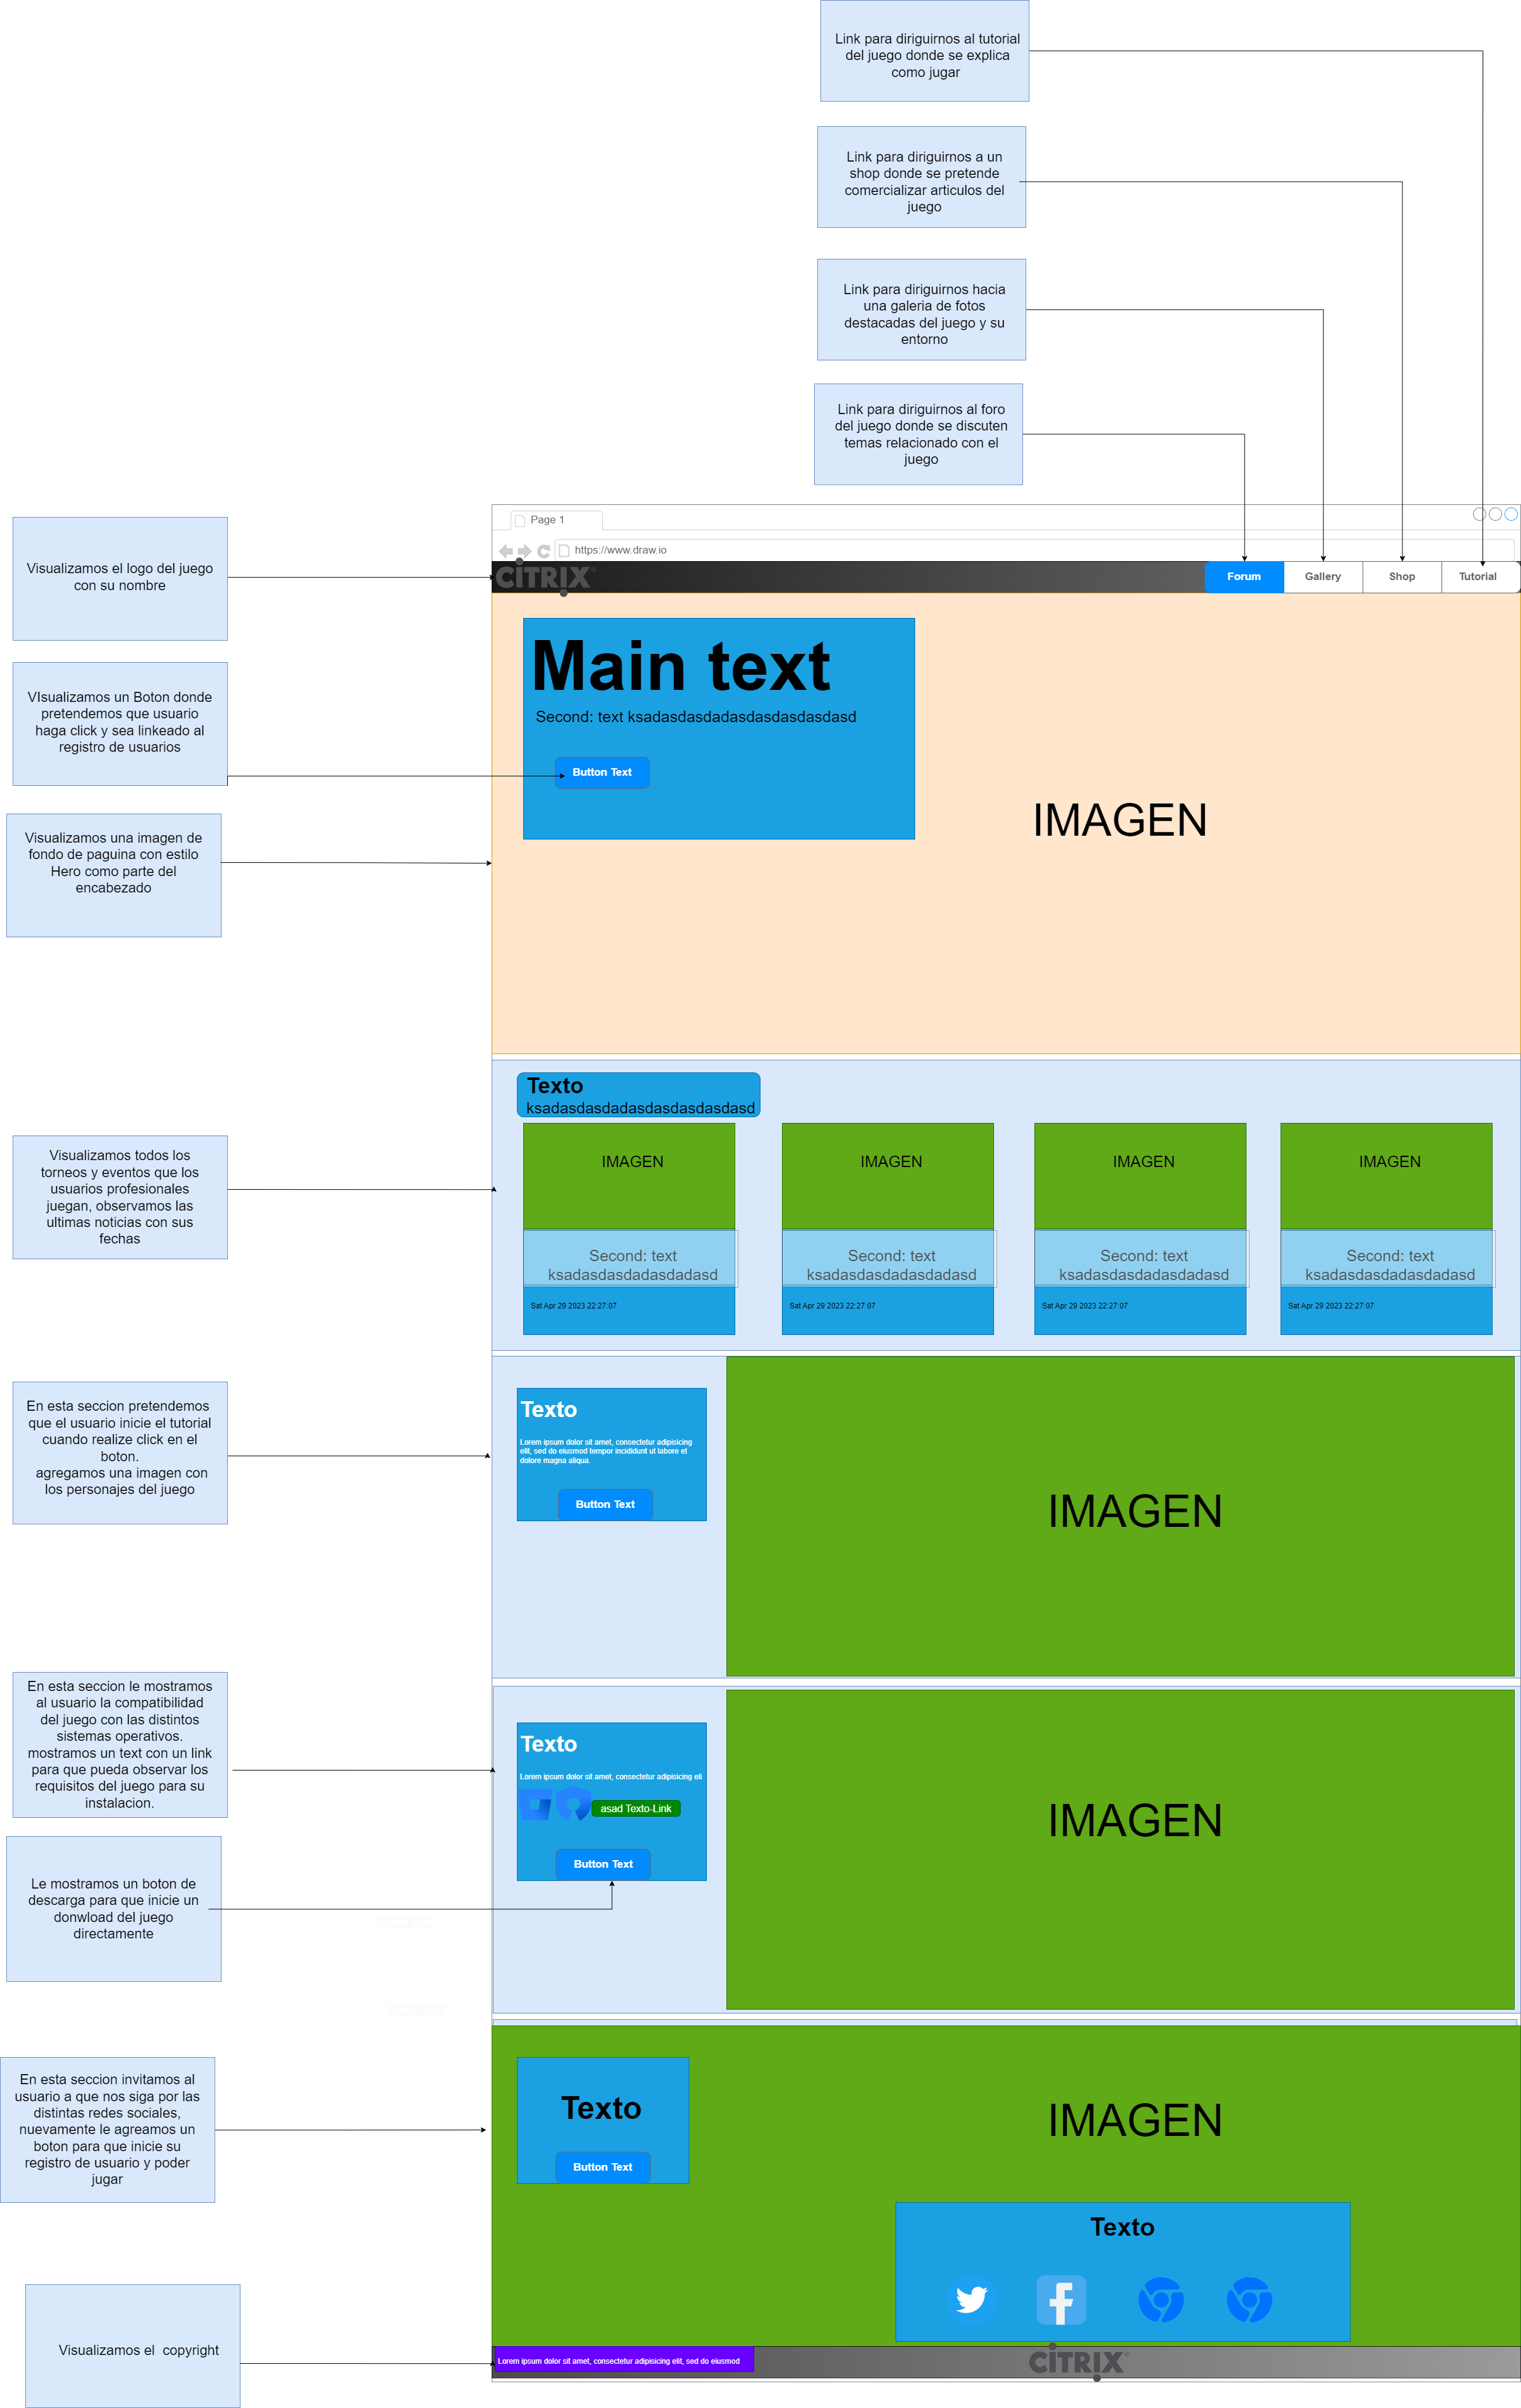 Link para diriguirnos al tutorial
del juego donde se explica
como jugar
Link para diriguirnos a un
shop donde se pretende
comercializar articulos del
juego
Link para diriguirnos hacia
una galeria de fotos
destacadas del juego y su
entorno
Link para diriguirnos al foro
del juego donde se discuten
temas relacionado con el
juego
Page 1
https://www.draw.io
CİTRIX
Forum
Gallery
Shop
Tutorial
Visualizamos el logo del juego
con su nombre
Main text
Second: text ksadasdasdadasdasdasdasdasd
Button Text
IMAGEN
VIsualizamos un Boton donde
pretendemos que usuario
haga click y sea linkeado al
registro de usuarios
Visualizamos una imagen de
fondo de paguina con estilo
Hero como parte del
encabezado
Texto
ksadasdasdadasdasdasdasdasd
IMAGEN
IMAGEN
IMAGEN
IMAGEN
Second: text
ksadasdasdadasdadasd
Second: text
ksadasdasdadasdadasd
Second: text
ksadasdasdadasdadasd
Second: text
ksadasdasdadasdadasd
Sat Apr 29 2023 22:27:07
Sat Apr 29 2023 22:27:07
Sat Apr 29 2023 22:27:07
Sat Apr 29 2023 22:27:07
Visualizamos todos los
torneos y eventos que los
usuarios profesionales
juegan, observamos las
ultimas noticias con sus
fechas
En esta seccion pretendemos
que el usuario inicie el tutorial
cuando realize click en el
boton.
agregamos una imagen con
los personajes del juego
Texto
Lorem ipsum dolor sit amet, consectetur adipisicing
elit, sed do eiusmod tempor incididunt ut labore et
dolore magna aliqua.
Button Text
IMAGEN
En esta seccion le mostramos
al usuario la compatibilidad
del juego con las distintos
sistemas operativos.
mostramos un text con un link
para que pueda observar los
requisitos del juego para su
instalacion.
Texto
Lorem ipsum dolor sit amet, consectetur adipisicing eli
asad Texto-Link
Button Text
IMAGEN
Le mostramos un boton de
descarga para que inicie un
donwload del juego
directamente
En esta seccion invitamos al
usuario a que nos siga por las
distintas redes sociales,
nuevamente le agreamos un
boton para que inicie su
registro de usuario y poder
jugar
Texto
Button Text
IMAGEN
Texto
Visualizamos el  copyright
Lorem ipsum dolor sit amet, consectetur adipisicing elit, sed do eiusmod
CİTRIX